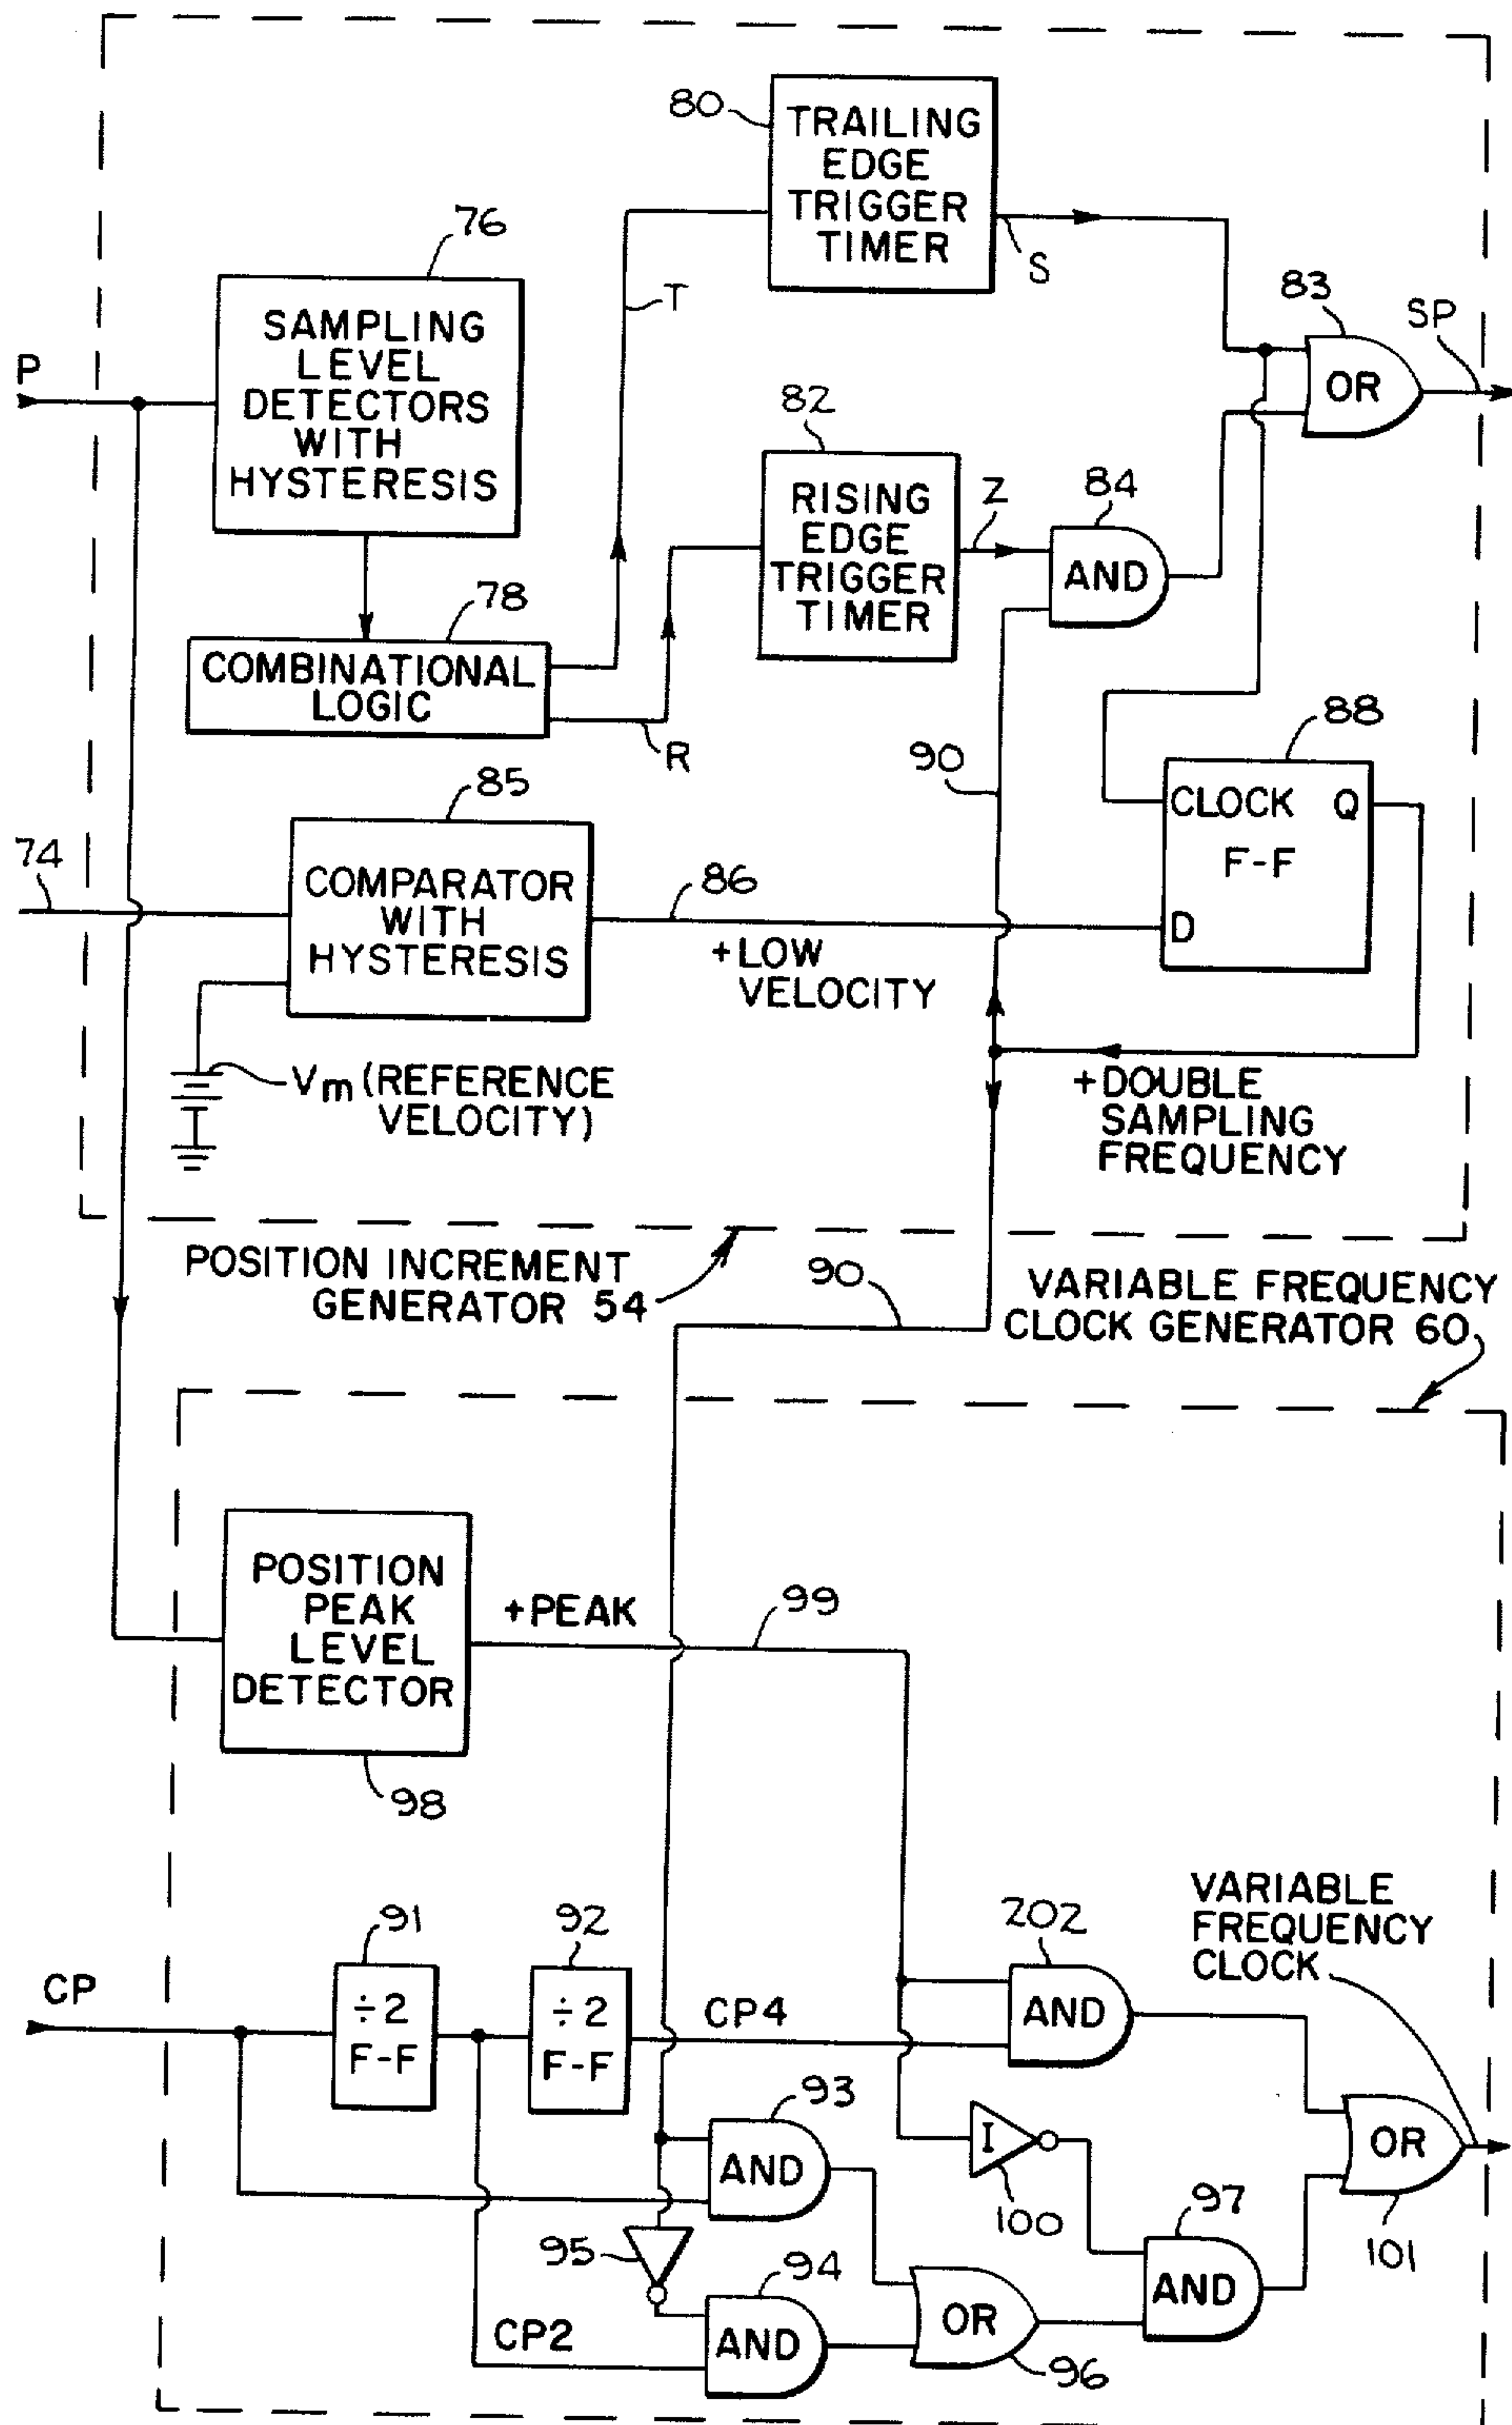 80
TRAILING
EDGE
TRIGGER
TIMER
76
S
T
83
SP
SAMPLING
LEVEL
DETECTORS
WITH
HYSTERESIS
P
OR
82
RISING
EDGE
TRIGGER
TIMER
Z
84
AND
78
COMBINATIONAL
LOGIC
R
90
88
CLOCK Q
F-F
D
85
74
COMPARATOR
WITH
HYSTERESIS
86
+LOW
VELOCITY
Vm (REFERENCE
VELOCITY)
+DOUBLE
SAMPLING
FREQUENCY
POSITION INCREMENT
GENERATOR 54
90
VARIABLE FREQUENCY
CLOCK GENERATOR 60
POSITION
PEAK
LEVEL
DETECTOR
+PEAK
99
98
VARIABLE
FREQUENCY
CLOCK
91
92
202
CP
÷2
F-F
÷2
F-F
CP4
AND
93
AND
I
100
OR
101
97
95
94
AND
CP2
AND
OR
96